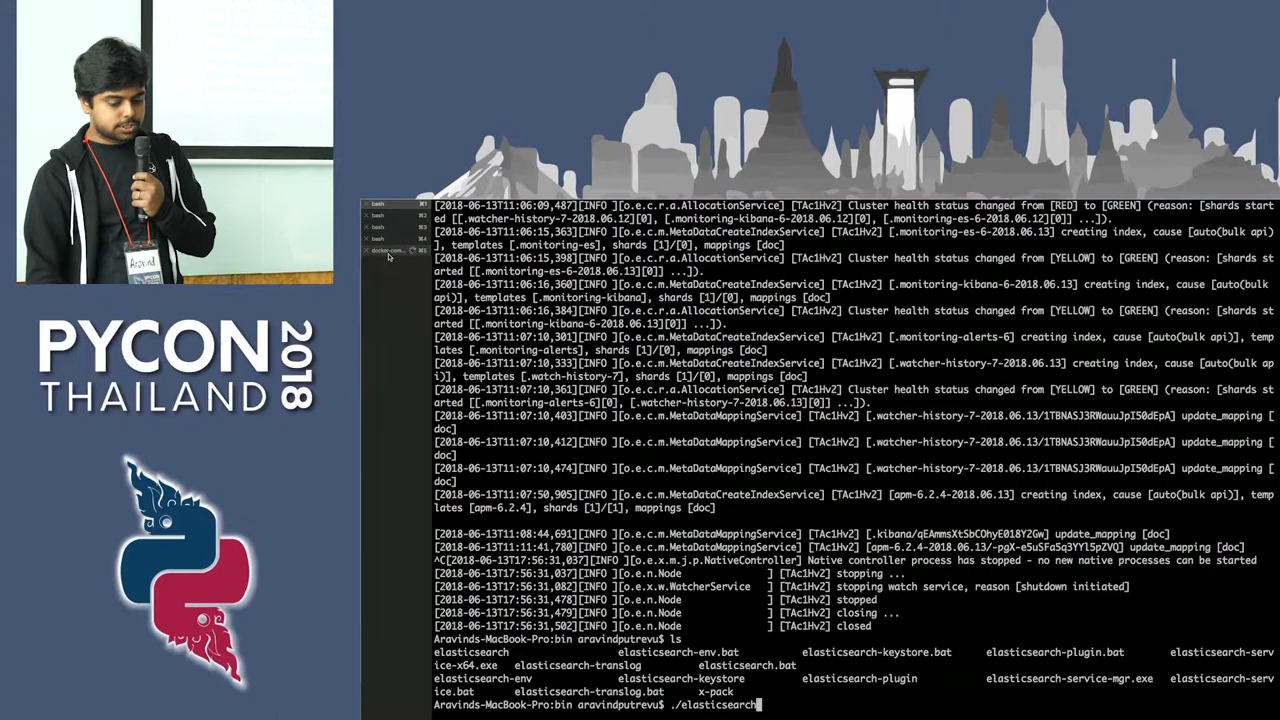 Aravind
PYCON
THAILAND
2018
bash ⌘1
bash ⌘2
bash ⌘3
bash ⌘4
docker-com... ⌘5
[2018-06-13T11:06:09,487][INFO ][o.e.c.r.a.AllocationService] [TAc1Hv2] Cluster health status changed from [RED] to [GREEN] (reason: [shards start
ed [[.watcher-history-7-2018.06.12][0], [.monitoring-kibana-6-2018.06.12][0], [.monitoring-es-6-2018.06.12][0]] ...]).
[2018-06-13T11:06:15,363][INFO ][o.e.c.m.MetaDataCreateIndexService] [TAc1Hv2] [.monitoring-es-6-2018.06.13] creating index, cause [auto(bulk api)
], templates [.monitoring-es], shards [1]/[0], mappings [doc]
[2018-06-13T11:06:15,398][INFO ][o.e.c.r.a.AllocationService] [TAc1Hv2] Cluster health status changed from [YELLOW] to [GREEN] (reason: [shards st
arted [[.monitoring-es-6-2018.06.13][0]] ...]).
[2018-06-13T11:06:16,360][INFO ][o.e.c.m.MetaDataCreateIndexService] [TAc1Hv2] [.monitoring-kibana-6-2018.06.13] creating index, cause [auto(bulk
api)], templates [.monitoring-kibana], shards [1]/[0], mappings [doc]
[2018-06-13T11:06:16,384][INFO ][o.e.c.r.a.AllocationService] [TAc1Hv2] Cluster health status changed from [YELLOW] to [GREEN] (reason: [shards st
arted [[.monitoring-kibana-6-2018.06.13][0]] ...]).
[2018-06-13T11:07:10,301][INFO ][o.e.c.m.MetaDataCreateIndexService] [TAc1Hv2] [.monitoring-alerts-6] creating index, cause [auto(bulk api)], temp
lates [.monitoring-alerts], shards [1]/[0], mappings [doc]
[2018-06-13T11:07:10,333][INFO ][o.e.c.m.MetaDataCreateIndexService] [TAc1Hv2] [.watcher-history-7-2018.06.13] creating index, cause [auto(bulk ap
i)], templates [.watch-history-7], shards [1]/[0], mappings [doc]
[2018-06-13T11:07:10,361][INFO ][o.e.c.r.a.AllocationService] [TAc1Hv2] Cluster health status changed from [YELLOW] to [GREEN] (reason: [shards st
arted [[.monitoring-alerts-6][0], [.watcher-history-7-2018.06.13][0]] ...]).
[2018-06-13T11:07:10,403][INFO ][o.e.c.m.MetaDataMappingService] [TAc1Hv2] [.watcher-history-7-2018.06.13/1TBNASJ3RWauuJpI50dEpA] update_mapping [
doc]
[2018-06-13T11:07:10,412][INFO ][o.e.c.m.MetaDataMappingService] [TAc1Hv2] [.watcher-history-7-2018.06.13/1TBNASJ3RWauuJpI50dEpA] update_mapping [
doc]
[2018-06-13T11:07:10,474][INFO ][o.e.c.m.MetaDataMappingService] [TAc1Hv2] [.watcher-history-7-2018.06.13/1TBNASJ3RWauuJpI50dEpA] update_mapping [
doc]
[2018-06-13T11:07:50,905][INFO ][o.e.c.m.MetaDataCreateIndexService] [TAc1Hv2] [apm-6.2.4-2018.06.13] creating index, cause [auto(bulk api)], temp
lates [apm-6.2.4], shards [1]/[1], mappings [doc]
[2018-06-13T11:08:44,691][INFO ][o.e.c.m.MetaDataMappingService] [TAc1Hv2] [.kibana/qEAmmsXtSbCOhyE018Y2Gw] update_mapping [doc]
[2018-06-13T11:11:41,780][INFO ][o.e.c.m.MetaDataMappingService] [TAc1Hv2] [apm-6.2.4-2018.06.13/-pgX-e5uSFa5q3YYl5pZVQ] update_mapping [doc]
^C[2018-06-13T17:56:31,037][INFO ][o.e.x.m.j.p.NativeController] Native controller process has stopped - no new native processes can be started
[2018-06-13T17:56:31,037][INFO ][o.e.n.Node ] [TAc1Hv2] stopping ...
[2018-06-13T17:56:31,082][INFO ][o.e.x.w.WatcherService ] [TAc1Hv2] stopping watch service, reason [shutdown initiated]
[2018-06-13T17:56:31,478][INFO ][o.e.n.Node ] [TAc1Hv2] stopped
[2018-06-13T17:56:31,479][INFO ][o.e.n.Node ] [TAc1Hv2] closing ...
[2018-06-13T17:56:31,502][INFO ][o.e.n.Node ] [TAc1Hv2] closed
Aravinds-MacBook-Pro:bin aravindputrevu$ ls
elasticsearch elasticsearch-env.bat elasticsearch-keystore.bat elasticsearch-plugin.bat elasticsearch-serv
ice-x64.exe elasticsearch-translog elasticsearch.bat
elasticsearch-env elasticsearch-keystore elasticsearch-plugin elasticsearch-service-mgr.exe elasticsearch-serv
ice.bat elasticsearch-translog.bat x-pack
Aravinds-MacBook-Pro:bin aravindputrevu$ ./elasticsearch